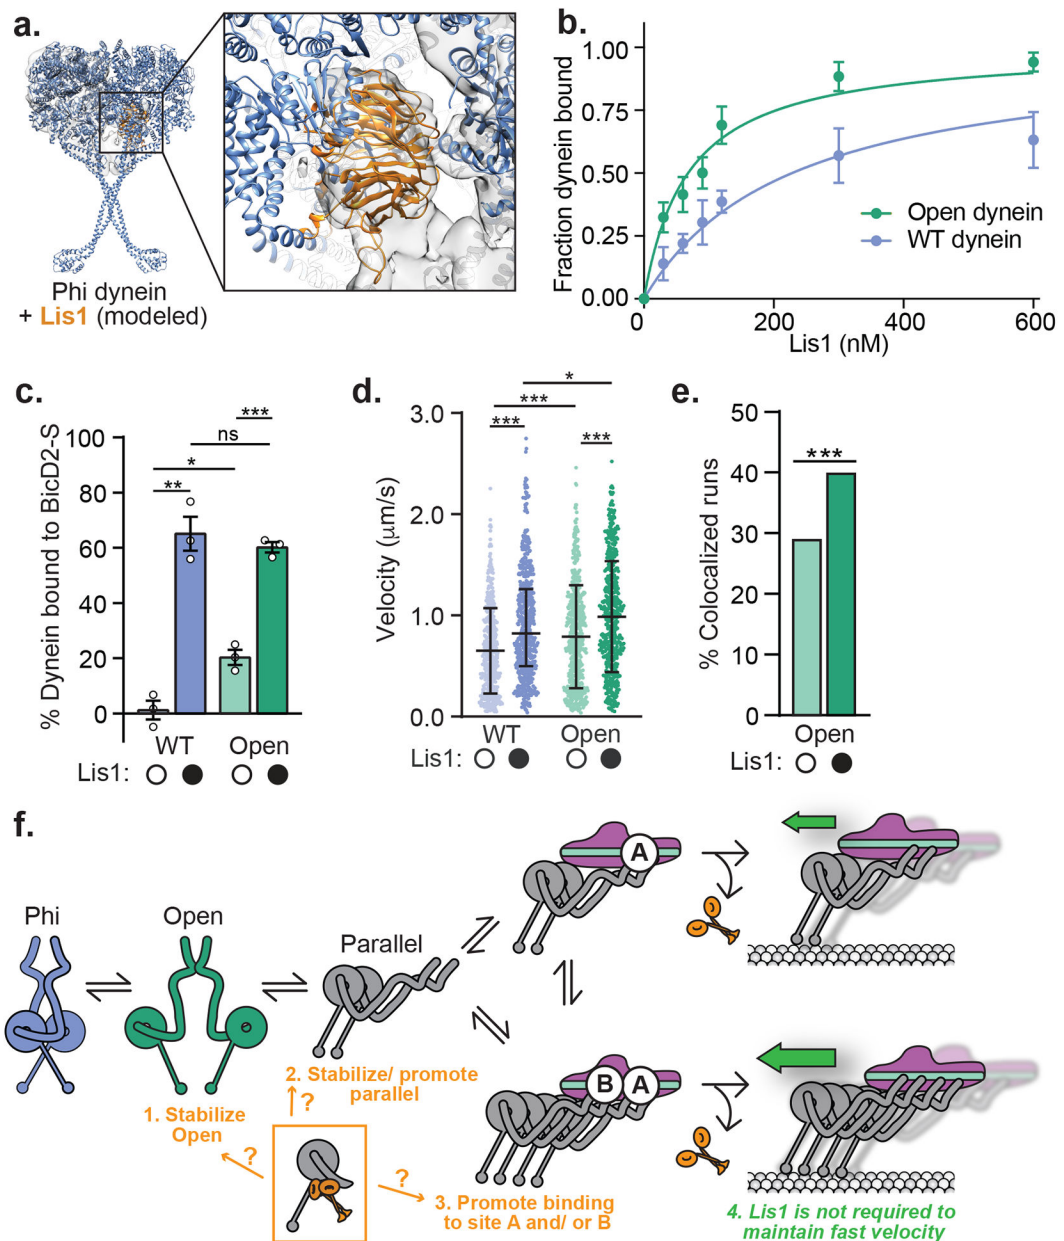 a.
Phi dynein
+ Lis1 (modeled)
b.
Fraction dynein bound
1.00
0.75
0.50
0.25
0.00
0
200
400
600
Lis1 (nM)
Open dynein
WT dynein
c.
% Dynein bound to BicD2-S
100
80
60
40
20
0
***
ns
*
**
WT
Open
Lis1:
d.
Velocity (μm/s)
3.0
2.0
1.0
0.0
*
***
***
***
WT
Open
Lis1:
e.
% Colocalized runs
50
40
30
20
10
0
***
Open
Lis1:
f.
Phi
Open
Parallel
A
B
A
1. Stabilize
Open
?
2. Stabilize/ promote
parallel
?
?
3. Promote binding
to site A and/ or B
4. Lis1 is not required to
maintain fast velocity